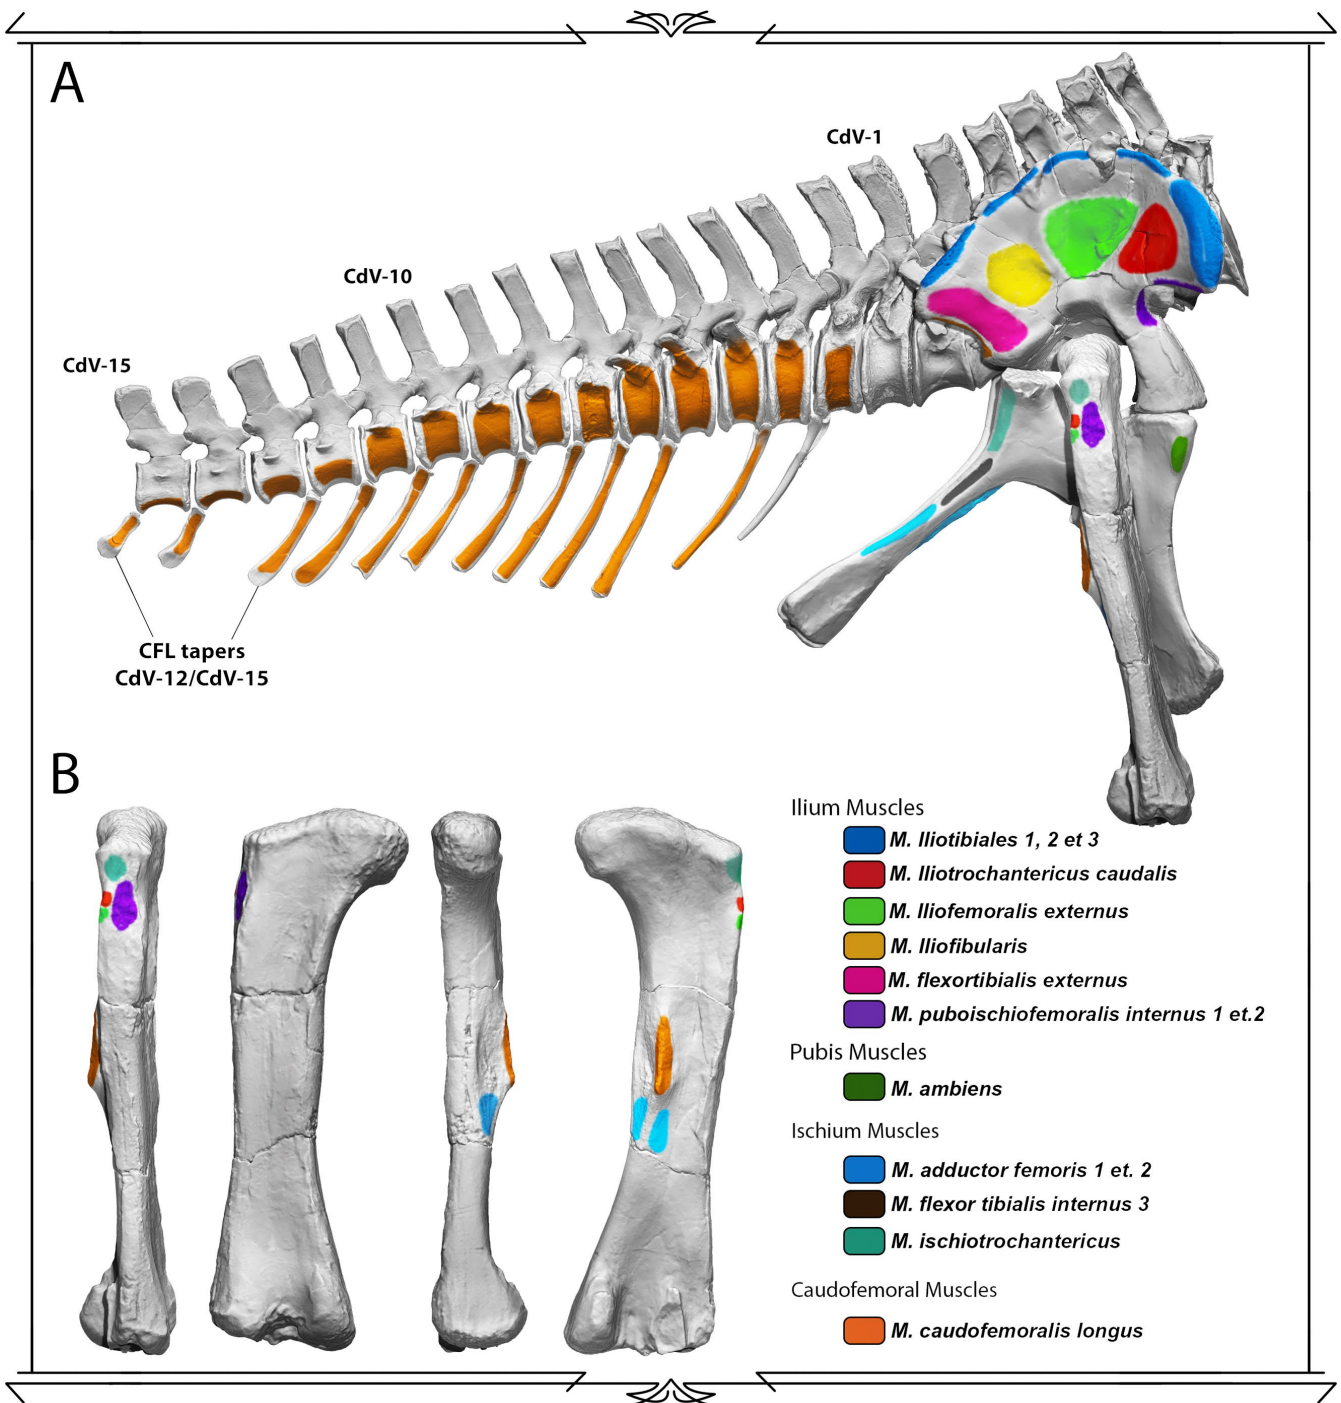 A
CdV-1
CdV-10
CdV-15
CFL tapers
CdV-12/CdV-15
B
Ilium Muscles
M. Iliotibiales 1, 2 et 3
M. Iliotrochantericus caudalis
M. Iliofemoralis externus
M. Iliofibularis
M. flexortibialis externus
M. puboischiofemoralis internus 1 et.2
Pubis Muscles
M. ambiens
Ischium Muscles
M. adductor femoris 1 et. 2
M. flexor tibialis internus 3
M. ischiotrochantericus
Caudofemoral Muscles
M. caudofemoralis longus